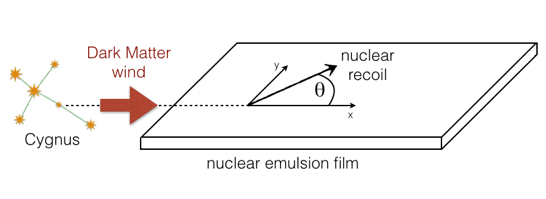 Dark Matter
wind
nuclear
recoil
y
θ
x
Cygnus
nuclear emulsion film